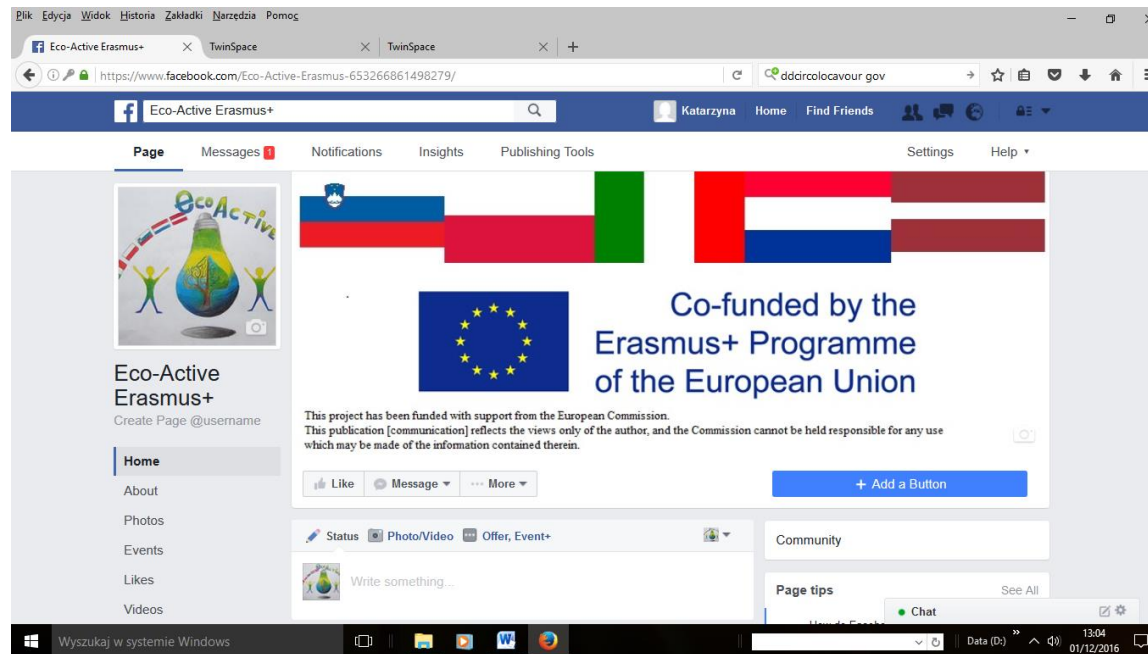 Plik Edycja Widok Historia Zakładki Narzędzia Pomoc
Eco-Active Erasmus+ TwinSpace TwinSpace
https://www.facebook.com/Eco-Active-Erasmus-653266861498279/ ddcircolocavour gov
Eco-Active Erasmus+ Katarzyna Home Find Friends
Page Messages 1 Notifications Insights Publishing Tools Settings Help
EcoActive
Co-funded by the
Erasmus+ Programme
of the European Union
Eco-Active
Erasmus+
Create Page @username
This project has been funded with support from the European Commission.
This publication [communication] reflects the views only of the author, and the Commission cannot be held responsible for any use
which may be made of the information contained therein.
Home
Like Message More + Add a Button
About
Photos
Status Photo/Video Offer, Event+
Community
Events
Write something...
Likes
Page tips See All
Videos
Chat
Wyszukaj w systemie Windows Data (D:) 13:04
01/12/2016